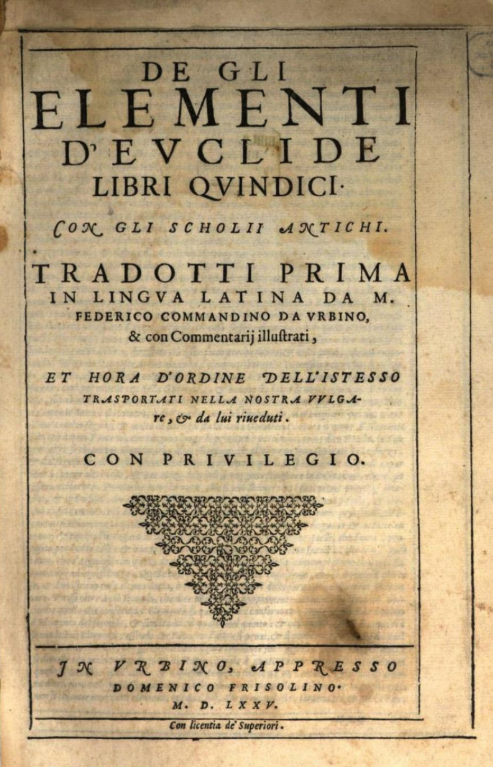 DE GLI
ELEMENTI
D'EVCLIDE
LIBRI QVINDICI.
CON GLI SCHOLII ANTICHI.
TRADOTTI PRIMA
IN LINGVA LATINA DA M.
FEDERICO COMMANDINO DA VRBINO,
& con Commentarij illuſtrati,
ET HORA D'ORDINE DELL'ISTESSO
TRASPORTATI NELLA NOSTRA VVLGA-
re, & da lui riueduti.
CON PRIVILEGIO.
IN VRBINO, APPRESSO
DOMENICO FRISOLINO.
M. D. LXXV.
Con licentia de' Superiori.